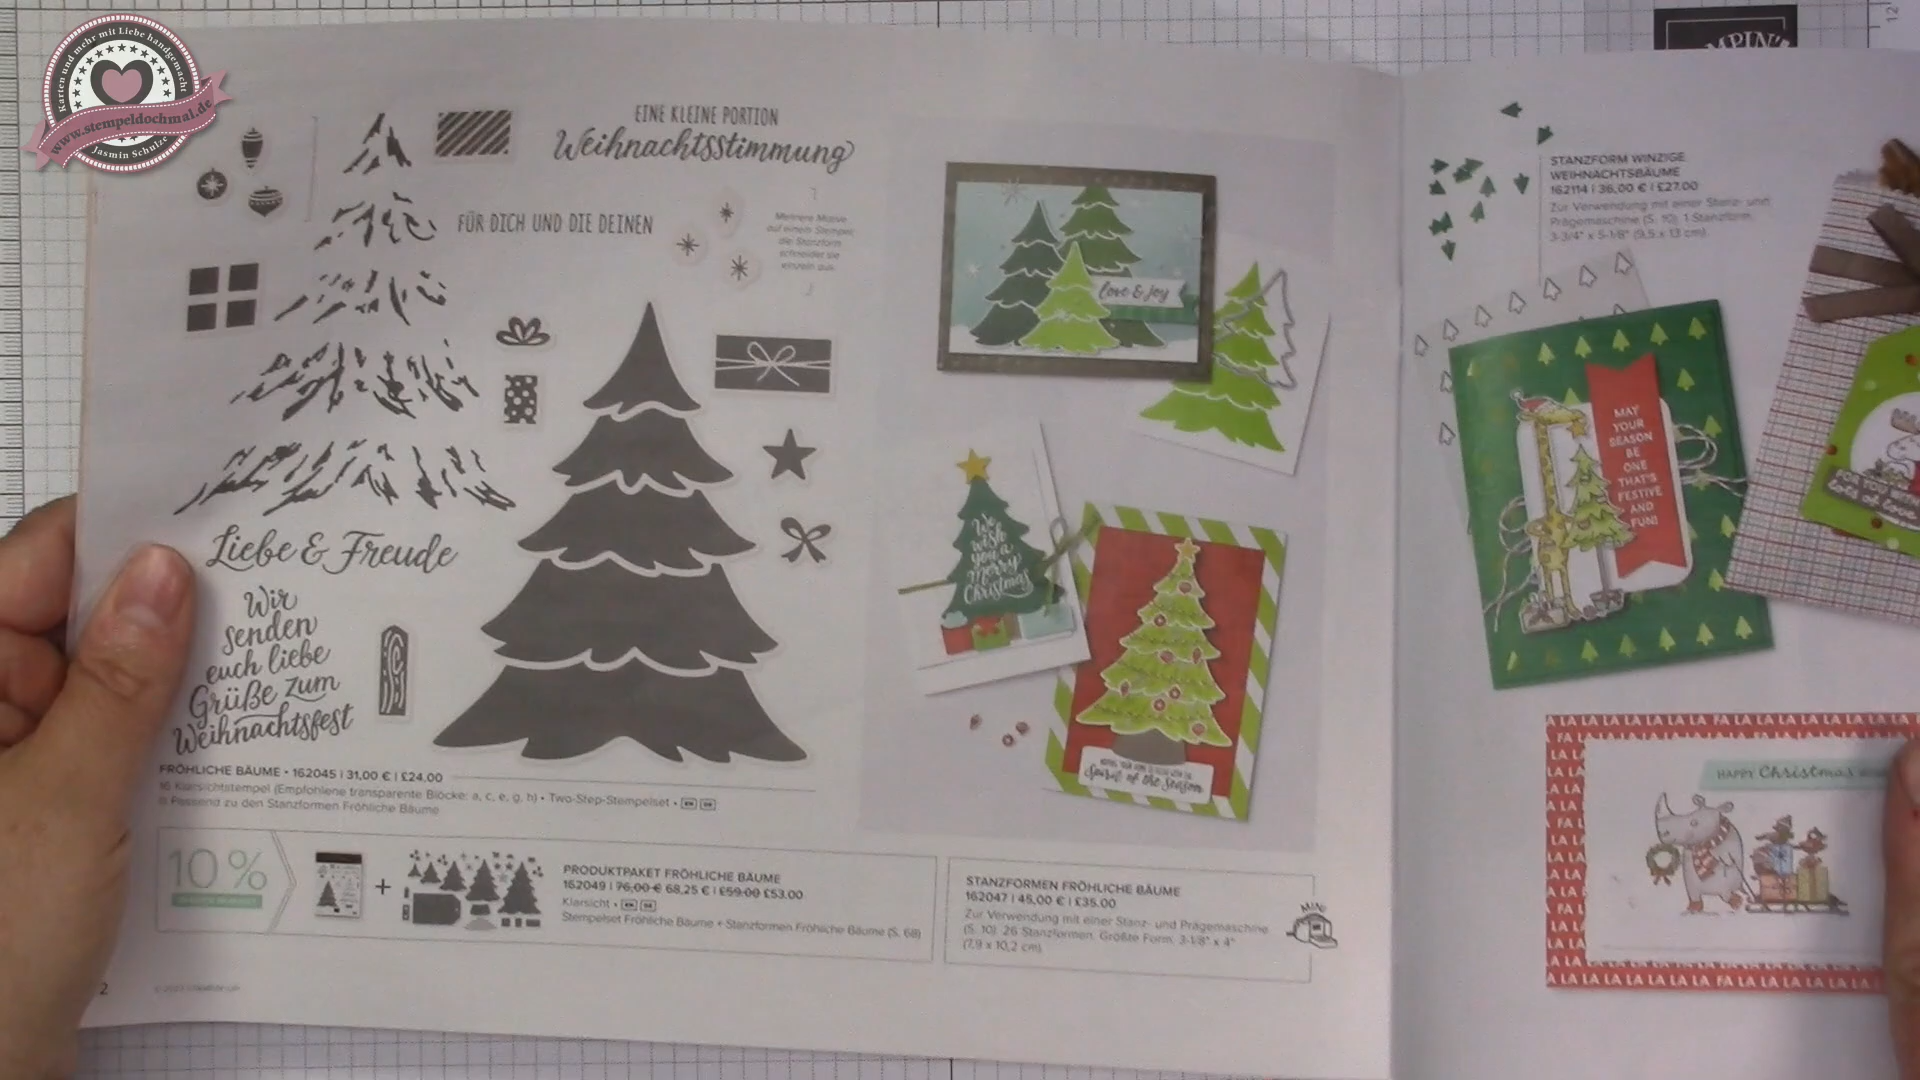 Karten und mehr mit Liebe handgemacht
www.stempeldochmal.de
Jasmin Schulze
EINE KLEINE PORTION
Weihnachtsstimmung
FÜR DICH UND DIE DEINEN
Mehrere Motive
auf einem Stempel;
die Stanzform
schneidet sie
einzeln aus.
Liebe & Freude
Wir
senden
euch liebe
Grüße zum
Weihnachtsfest
FRÖHLICHE BÄUME • 162045 | 31,00 € | £24.00
16 Klarsichtstempel (Empfohlene transparente Blöcke: a, c, e, g, h) • Two-Step-Stempelset •
Passend zu den Stanzformen Fröhliche Bäume
10 %
PRODUKTPAKET FRÖHLICHE BÄUME
162049 | 76,00 € 68,25 € | £59.00 £53.00
Klarsicht •
Stempelset Fröhliche Bäume + Stanzformen Fröhliche Bäume (S. 68)
STANZFORMEN FRÖHLICHE BÄUME
162047 | 45,00 € | £35.00
Zur Verwendung mit einer Stanz- und Prägemaschine
(S. 10). 26 Stanzformen. Größte Form: 3-1/8" x 4"
(7,9 x 10,2 cm).
MINI
2
love & joy
We
wish
you a
merry
Christmas
Spirit of the Season
STANZFORM WINZIGE
WEIHNACHTSBÄUME
162114 | 36,00 € | £27.00
Zur Verwendung mit einer Stanz- und
Prägemaschine (S. 10). 1 Stanzform.
3-3/4" x 5-1/8" (9,5 x 13 cm).
MAY
YOUR
SEASON
BE
ONE
THAT'S
FESTIVE
AND
FUN!
lots of love
FA LA LA LA LA LA LA LA LA
HAPPY Christmas
12